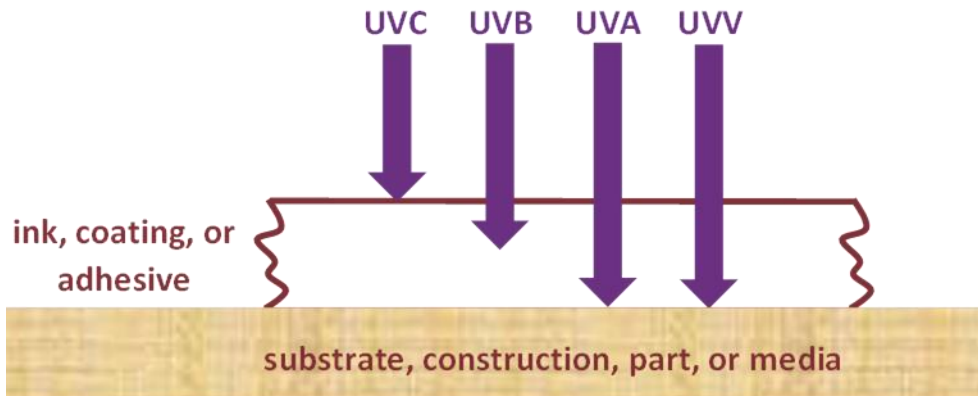 UVC UVB UVA UVV
ink, coating, or
adhesive
substrate, construction, part, or media